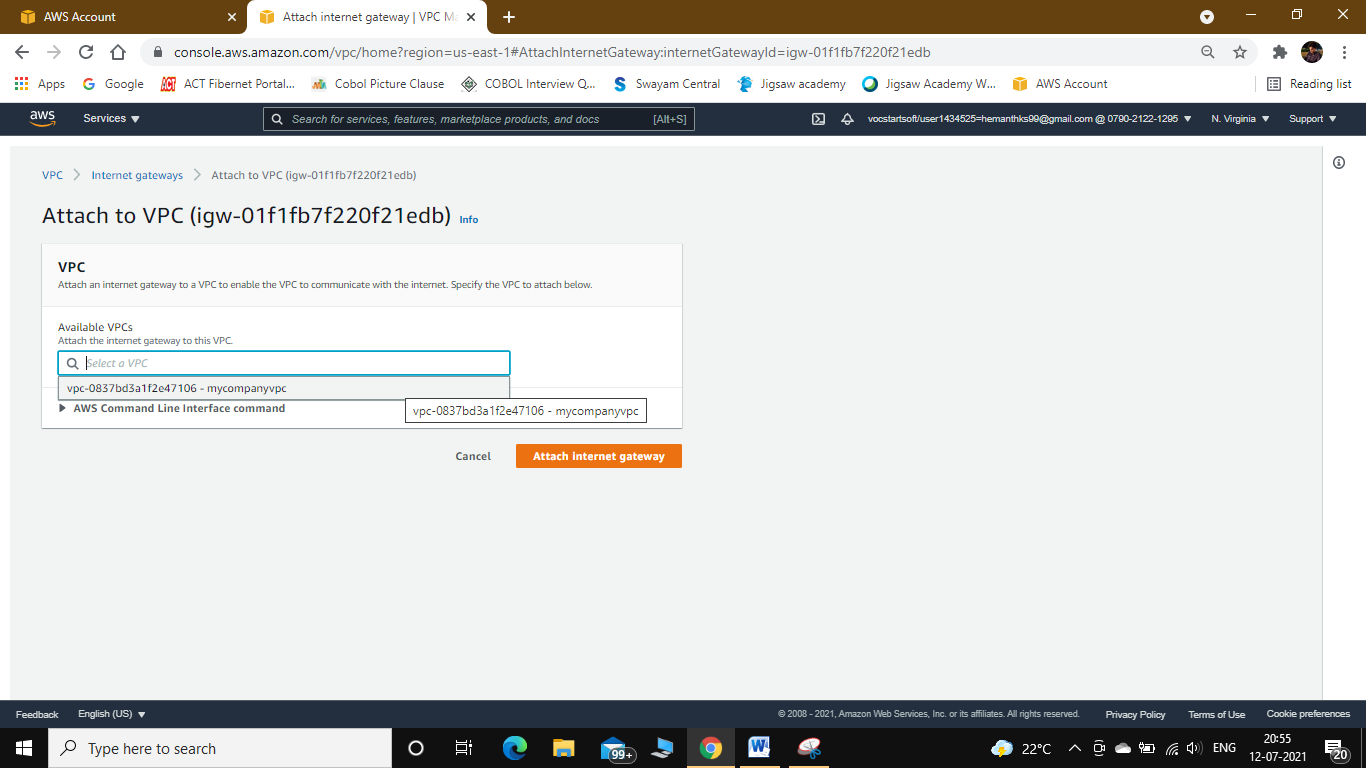 AWS Account
Attach internet gateway | VPC Ma
console.aws.amazon.com/vpc/home?region=us-east-1#AttachInternetGateway:internetGatewayId=igw-01f1fb7f220f21edb
Apps
Google
ACT Fibernet Portal...
Cobol Picture Clause
COBOL Interview Q...
Swayam Central
Jigsaw academy
Jigsaw Academy W...
AWS Account
Reading list
aws
Services
Search for services, features, marketplace products, and docs
[Alt+S]
vocstartsoft/user1434525=hemanthks99@gmail.com @ 0790-2122-1295
N. Virginia
Support
VPC
Internet gateways
Attach to VPC (igw-01f1fb7f220f21edb)
Attach to VPC (igw-01f1fb7f220f21edb) Info
VPC
Attach an internet gateway to a VPC to enable the VPC to communicate with the internet. Specify the VPC to attach below.
Available VPCs
Attach the internet gateway to this VPC.
Select a VPC
vpc-0837bd3a1f2e47106 - mycompanyvpc
AWS Command Line Interface command
vpc-0837bd3a1f2e47106 - mycompanyvpc
Cancel
Attach internet gateway
Feedback
English (US)
© 2008 - 2021, Amazon Web Services, Inc. or its affiliates. All rights reserved.
Privacy Policy
Terms of Use
Cookie preferences
Type here to search
99+
22°C
ENG
20:55
12-07-2021
20